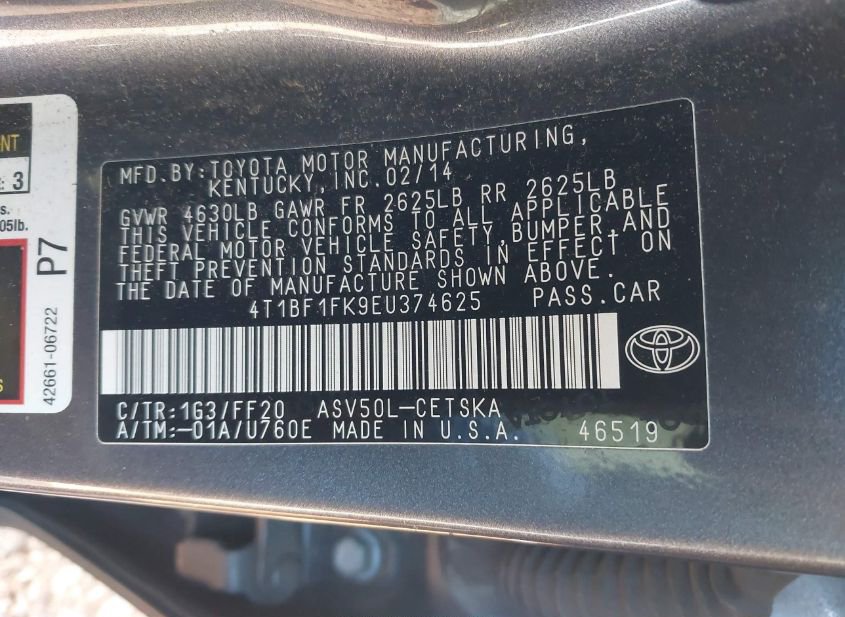 NT
: 3
s.
05lb.
S
P7
42661-06722
MFD.BY:TOYOTA MOTOR MANUFACTURING,
KENTUCKY,INC.02/14
GVWR 4630LB GAWR FR 2625LB RR 2625LB
THIS VEHICLE CONFORMS TO ALL APPLICABLE
FEDERAL MOTOR VEHICLE SAFETY,BUMPER,AND
THEFT PREVENTION STANDARDS IN EFFECT ON
THE DATE OF MANUFACTURE SHOWN ABOVE.
4T1BF1FK9EU374625 PASS.CAR
C/TR:1G3/FF20 ASV50L-CETSKA
A/TM:-01A/U760E MADE IN U.S.A. 46519